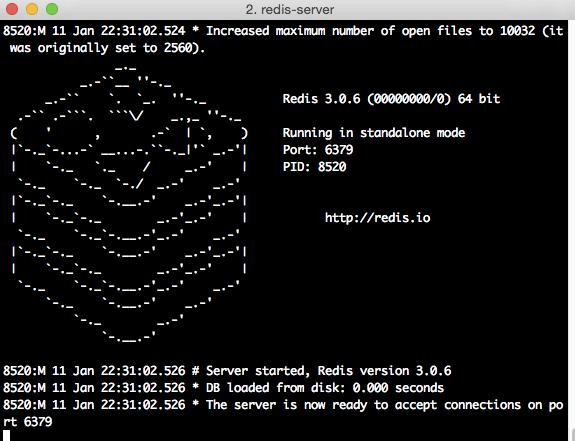 2. redis-server
8520:M 11 Jan 22:31:02.524 * Increased maximum number of open files to 10032 (it
was originally set to 2560).
Redis 3.0.6 (00000000/0) 64 bit
Running in standalone mode
Port: 6379
PID: 8520
http://redis.io
8520:M 11 Jan 22:31:02.526 # Server started, Redis version 3.0.6
8520:M 11 Jan 22:31:02.526 * DB loaded from disk: 0.000 seconds
8520:M 11 Jan 22:31:02.526 * The server is now ready to accept connections on po
rt 6379